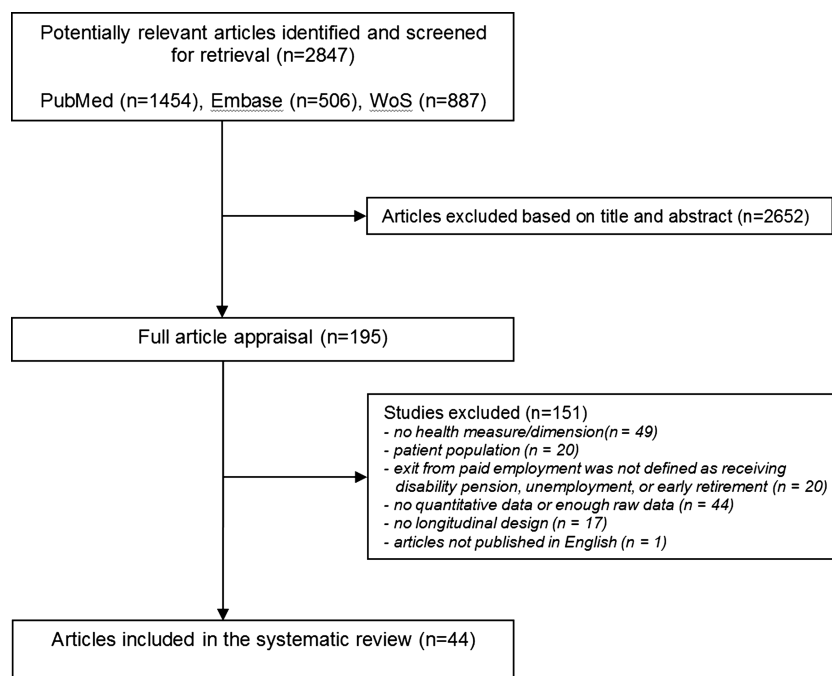 Potentially relevant articles identified and screened
for retrieval (n=2847)
PubMed (n=1454), Embase (n=506), WoS (n=887)
Articles excluded based on title and abstract (n=2652)
Full article appraisal (n=195)
Studies excluded (n=151)
- no health measure/dimension(n = 49)
- patient population (n = 20)
- exit from paid employment was not defined as receiving
disability pension, unemployment, or early retirement (n = 20)
- no quantitative data or enough raw data (n = 44)
- no longitudinal design (n = 17)
- articles not published in English (n = 1)
Articles included in the systematic review (n=44)